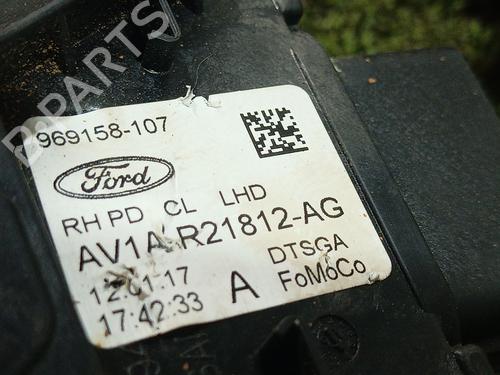 B-PARTS
969158-107
Ford
RH PD CL LHD
AV1A R21812-AG
DTSGA
12.01.17 A FoMoCo
17:42:33